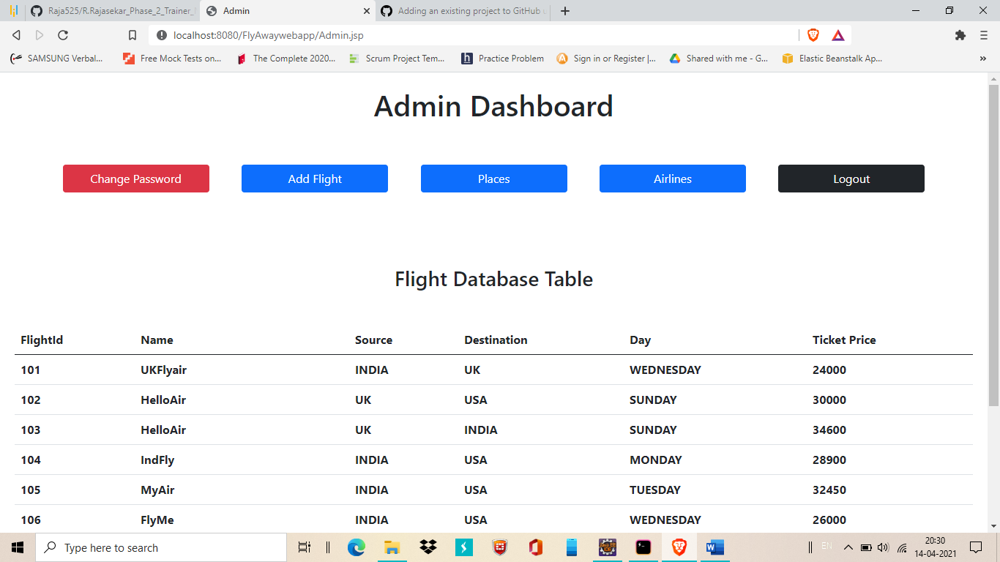 Raja525/R.Rajasekar_Phase_2_Trainer_
Admin
Adding an existing project to GitHub u
localhost:8080/FlyAwaywebapp/Admin.jsp
SAMSUNG Verbal...
Free Mock Tests on...
The Complete 2020...
Scrum Project Tem...
Practice Problem
Sign in or Register |...
Shared with me - G...
Elastic Beanstalk Ap...
Admin Dashboard
Change Password
Add Flight
Places
Airlines
Logout
Flight Database Table
FlightId Name Source Destination Day Ticket Price
101 UKFlyair INDIA UK WEDNESDAY 24000
102 HelloAir UK USA SUNDAY 30000
103 HelloAir UK INDIA SUNDAY 34600
104 IndFly INDIA USA MONDAY 28900
105 MyAir INDIA USA TUESDAY 32450
106 FlyMe INDIA USA WEDNESDAY 26000
Type here to search
EN
20:30
14-04-2021